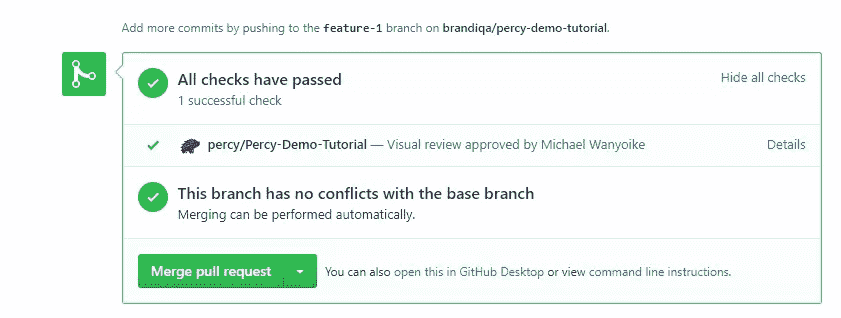 Add more commits by pushing to the feature-1 branch on brandiqa/percy-demo-tutorial.
All checks have passed
Hide all checks
1 successful check
percy/Percy-Demo-Tutorial — Visual review approved by Michael Wanyoike
Details
This branch has no conflicts with the base branch
Merging can be performed automatically.
Merge pull request
You can also open this in GitHub Desktop or view command line instructions.